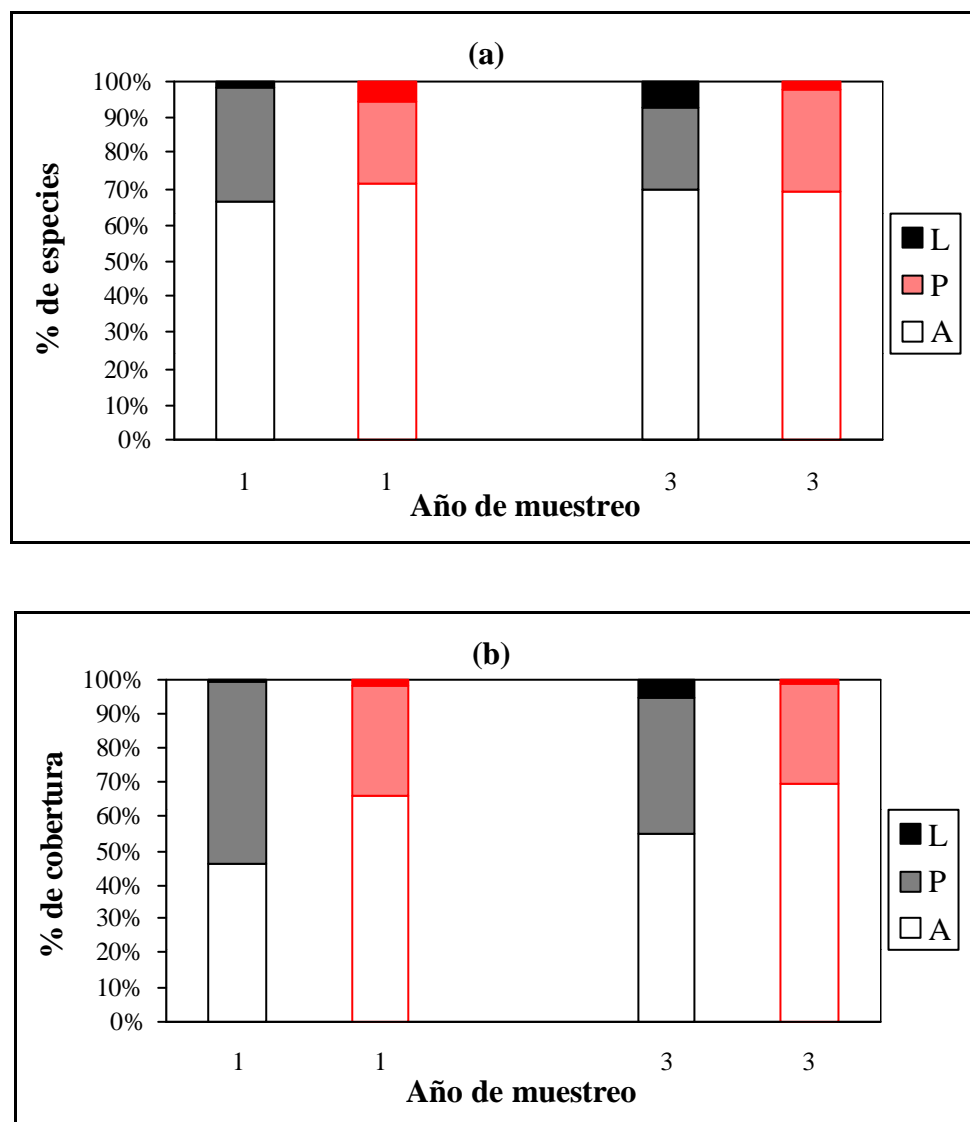 (a)
100%
90%
80%
70%
60%
50%
40%
30%
20%
10%
0%
% de especies
1 1 3 3
Año de muestreo
L
P
A
(b)
100%
90%
80%
70%
60%
50%
40%
30%
20%
10%
0%
% de cobertura
1 1 3 3
Año de muestreo
L
P
A